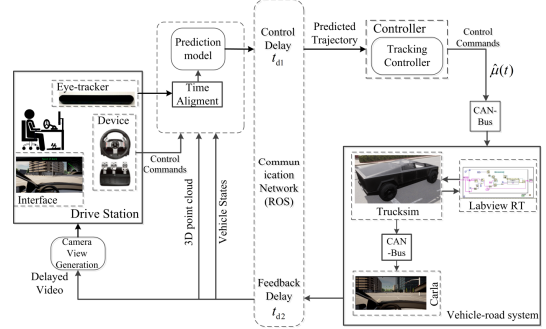 Prediction
model
Time
Aligment
Eye-tracker
Device
Interface
Drive Station
Control
Commands
Camera
View
Generation
Delayed
Video
3D point cloud
Vehicle States
Control
Delay
t_d1
Commun
ication
Network
(ROS)
Feedback
Delay
t_d2
Predicted
Trajectory
Controller
Tracking
Controller
Control
Commands
μ̂(t)
CAN-
Bus
Trucksim
Labview RT
CAN
-Bus
Carla
Vehicle-road system